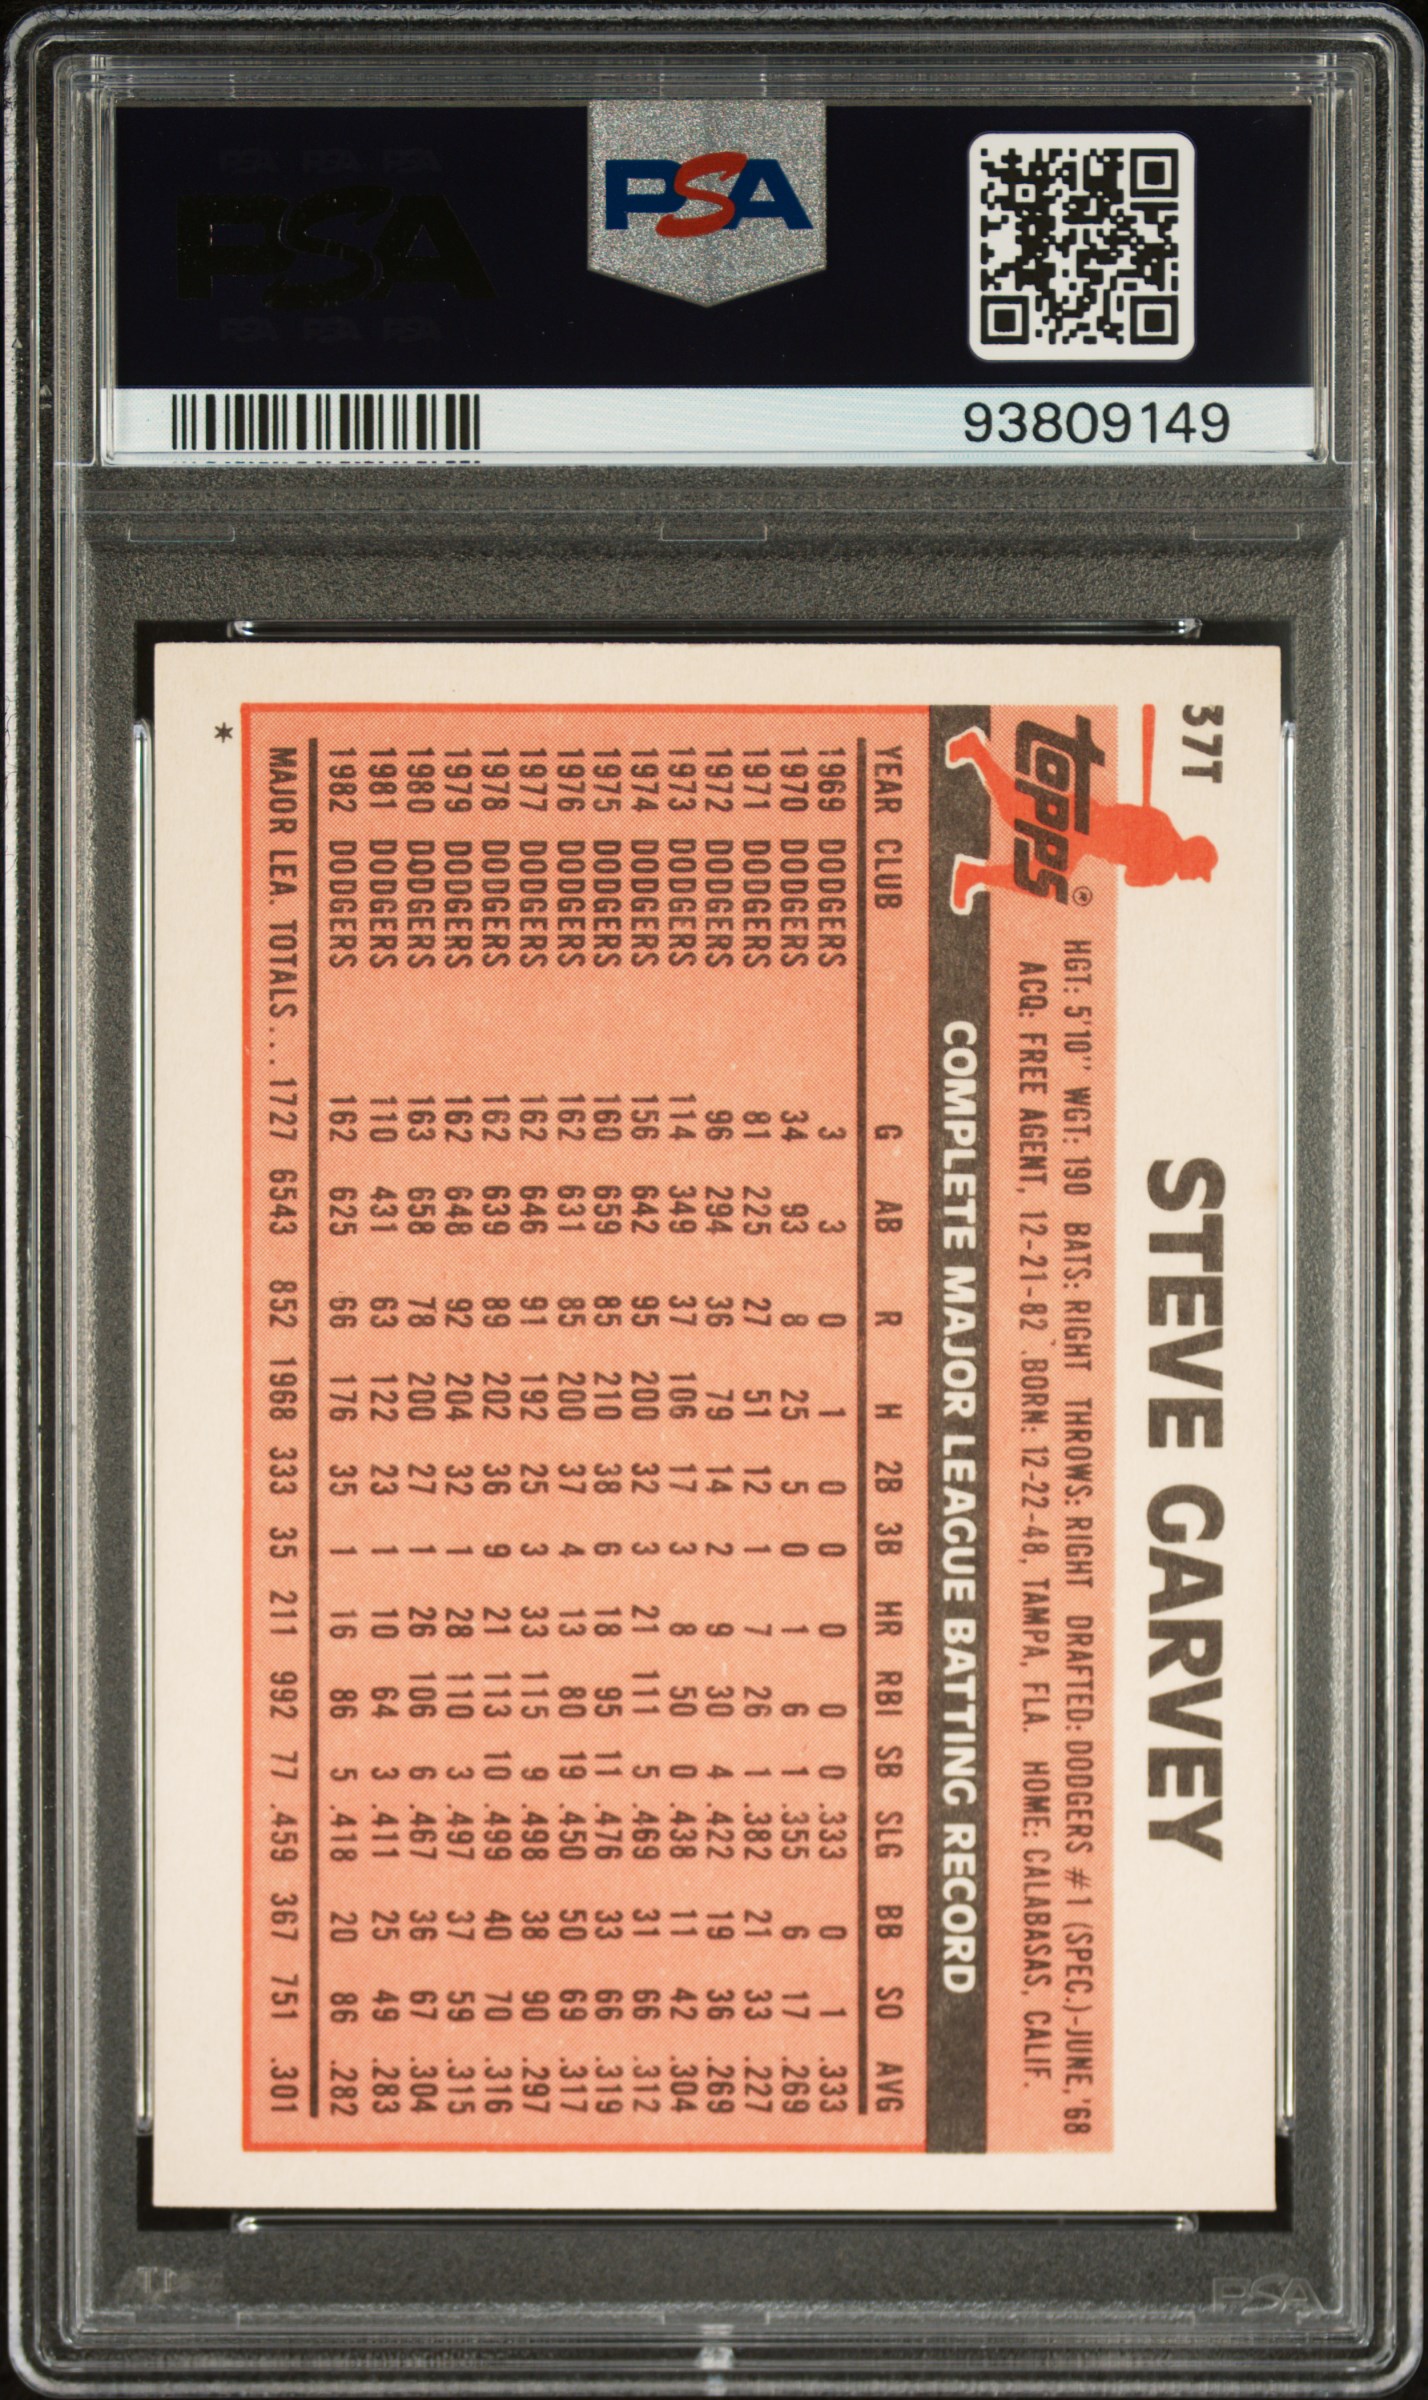 PSA PSA PSA
PSA
PSA PSA PSA
PSA
93809149
37T
STEVE GARVEY
topps®
HGT: 5'10" WGT: 190 BATS: RIGHT THROWS: RIGHT DRAFTED: DODGERS #1 (SPEC.)-JUNE, '68
ACQ: FREE AGENT, 12-21-82 BORN: 12-22-48, TAMPA, FLA. HOME: CALABASAS, CALIF.
COMPLETE MAJOR LEAGUE BATTING RECORD
YEAR CLUB G AB R H 2B 3B HR RBI SB SLG BB SO AVG
1969 DODGERS 3 3 0 1 0 0 0 0 0 .333 0 1 .333
1970 DODGERS 34 93 8 25 5 0 1 6 1 .355 6 17 .269
1971 DODGERS 81 225 27 51 12 1 7 26 1 .382 21 33 .227
1972 DODGERS 96 294 36 79 14 2 9 30 4 .422 19 36 .269
1973 DODGERS 114 349 37 106 17 3 8 50 0 .438 11 42 .304
1974 DODGERS 156 642 95 200 32 3 21 111 5 .469 31 66 .312
1975 DODGERS 160 659 85 210 38 6 18 95 11 .476 33 66 .319
1976 DODGERS 162 631 85 200 37 4 13 80 19 .450 50 69 .317
1977 DODGERS 162 646 91 192 25 3 33 115 9 .498 38 90 .297
1978 DODGERS 162 639 89 202 36 9 21 113 10 .499 40 70 .316
1979 DODGERS 162 648 92 204 32 1 28 110 3 .497 37 59 .315
1980 DODGERS 163 658 78 200 27 1 26 106 6 .467 36 67 .304
1981 DODGERS 110 431 63 122 23 1 10 64 3 .411 25 49 .283
1982 DODGERS 162 625 66 176 35 1 16 86 5 .418 20 86 .282
MAJOR LEA. TOTALS... 1727 6543 852 1968 333 35 211 992 77 .459 367 751 .301
*
PSA